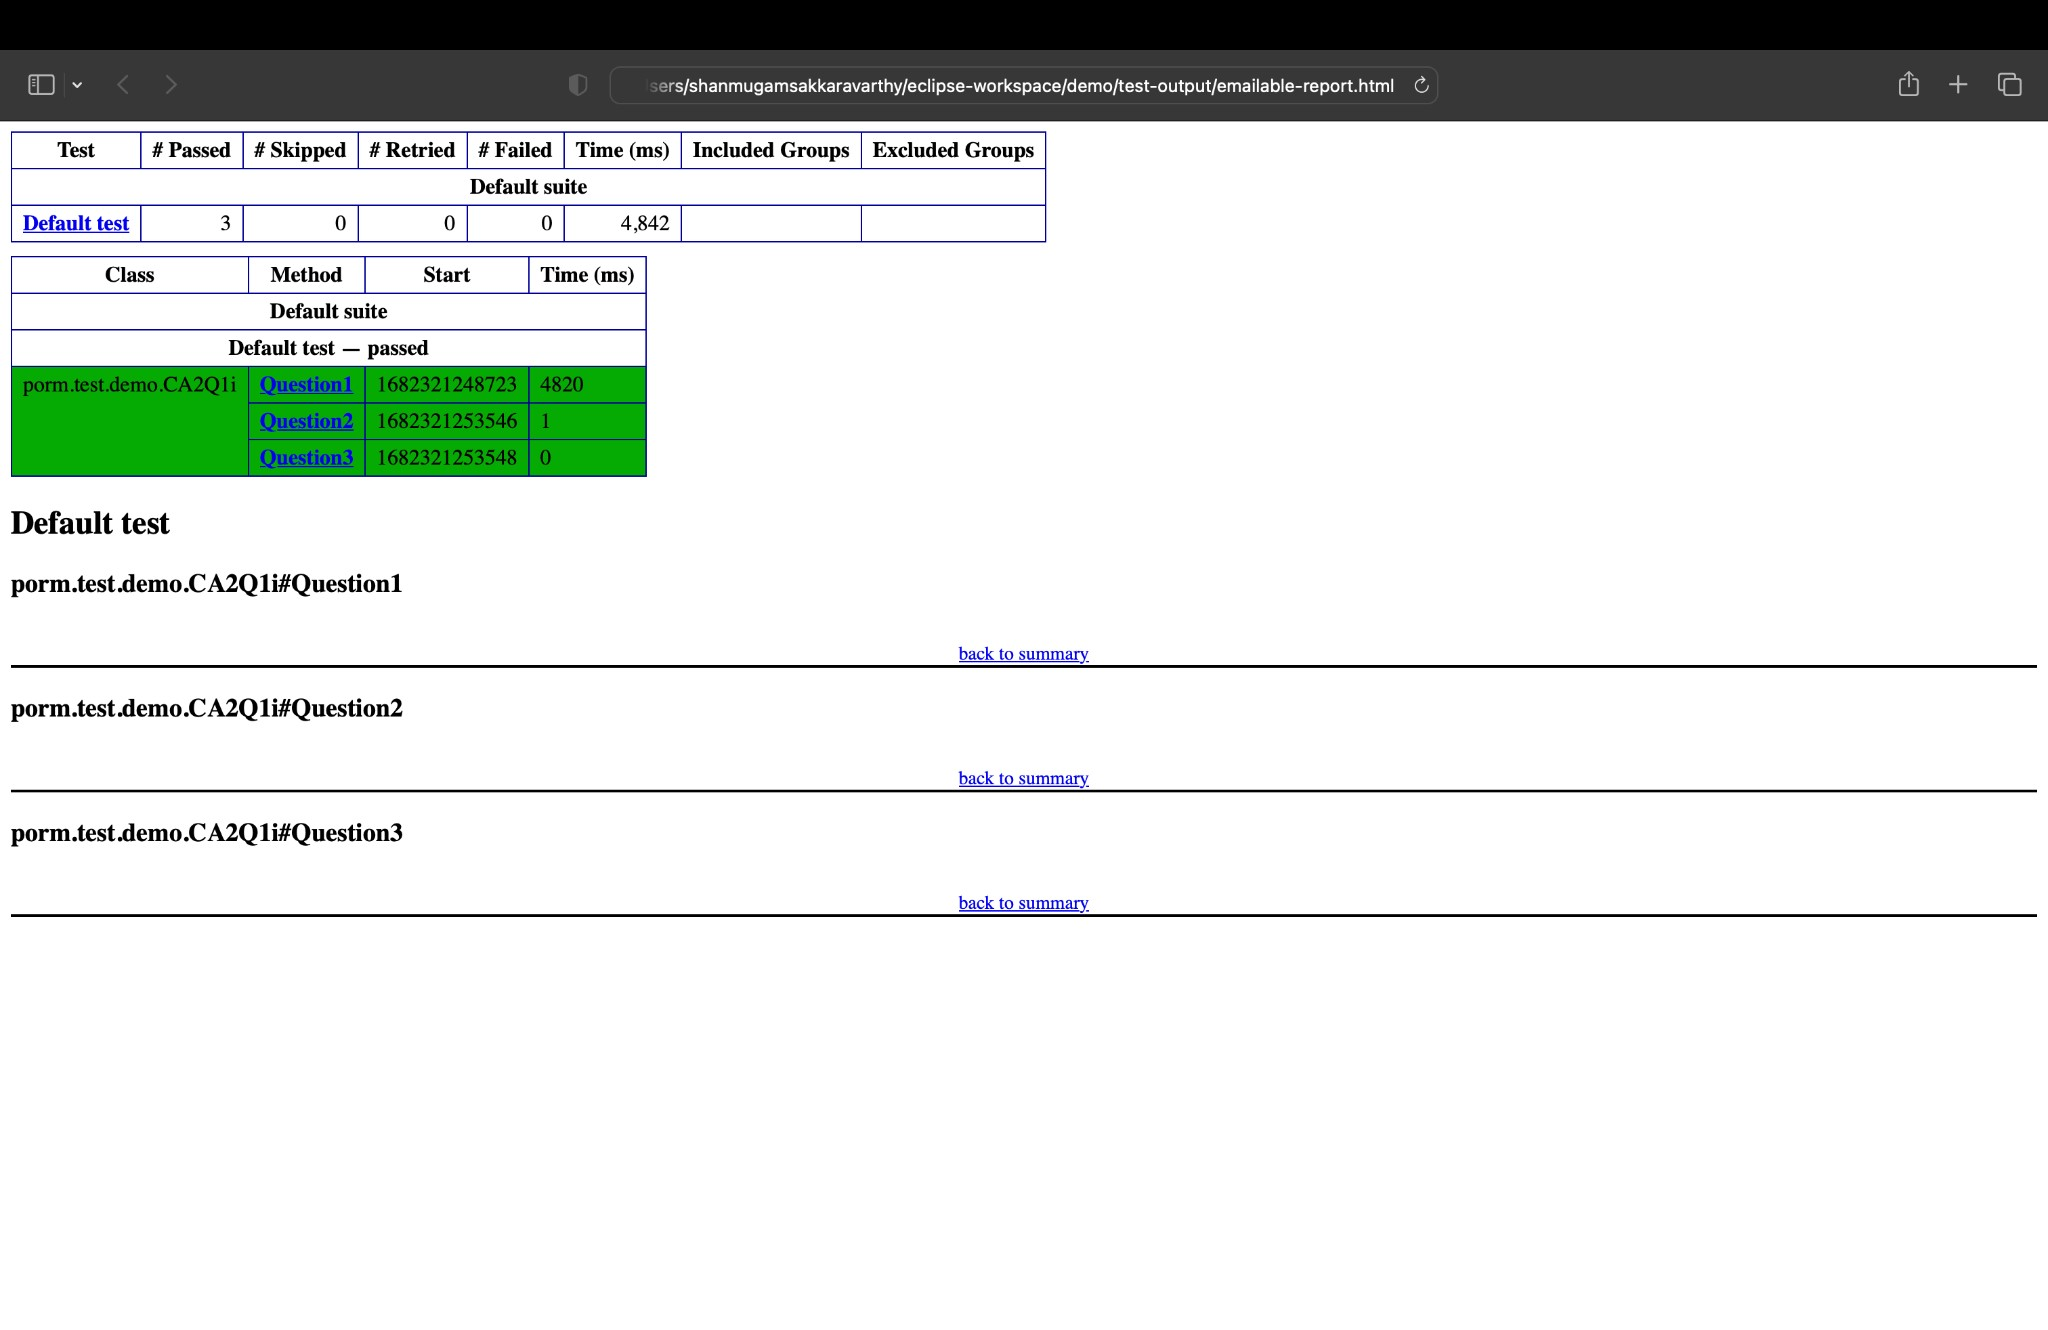 sers/shanmugamsakkaravarthy/eclipse-workspace/demo/test-output/emailable-report.html
Test # Passed # Skipped # Retried # Failed Time (ms) Included Groups Excluded Groups
Default suite
Default test 3 0 0 0 4,842
Class Method Start Time (ms)
Default suite
Default test — passed
porm.test.demo.CA2Q1i Question1 1682321248723 4820
Question2 1682321253546 1
Question3 1682321253548 0
Default test
porm.test.demo.CA2Q1i#Question1
back to summary
porm.test.demo.CA2Q1i#Question2
back to summary
porm.test.demo.CA2Q1i#Question3
back to summary